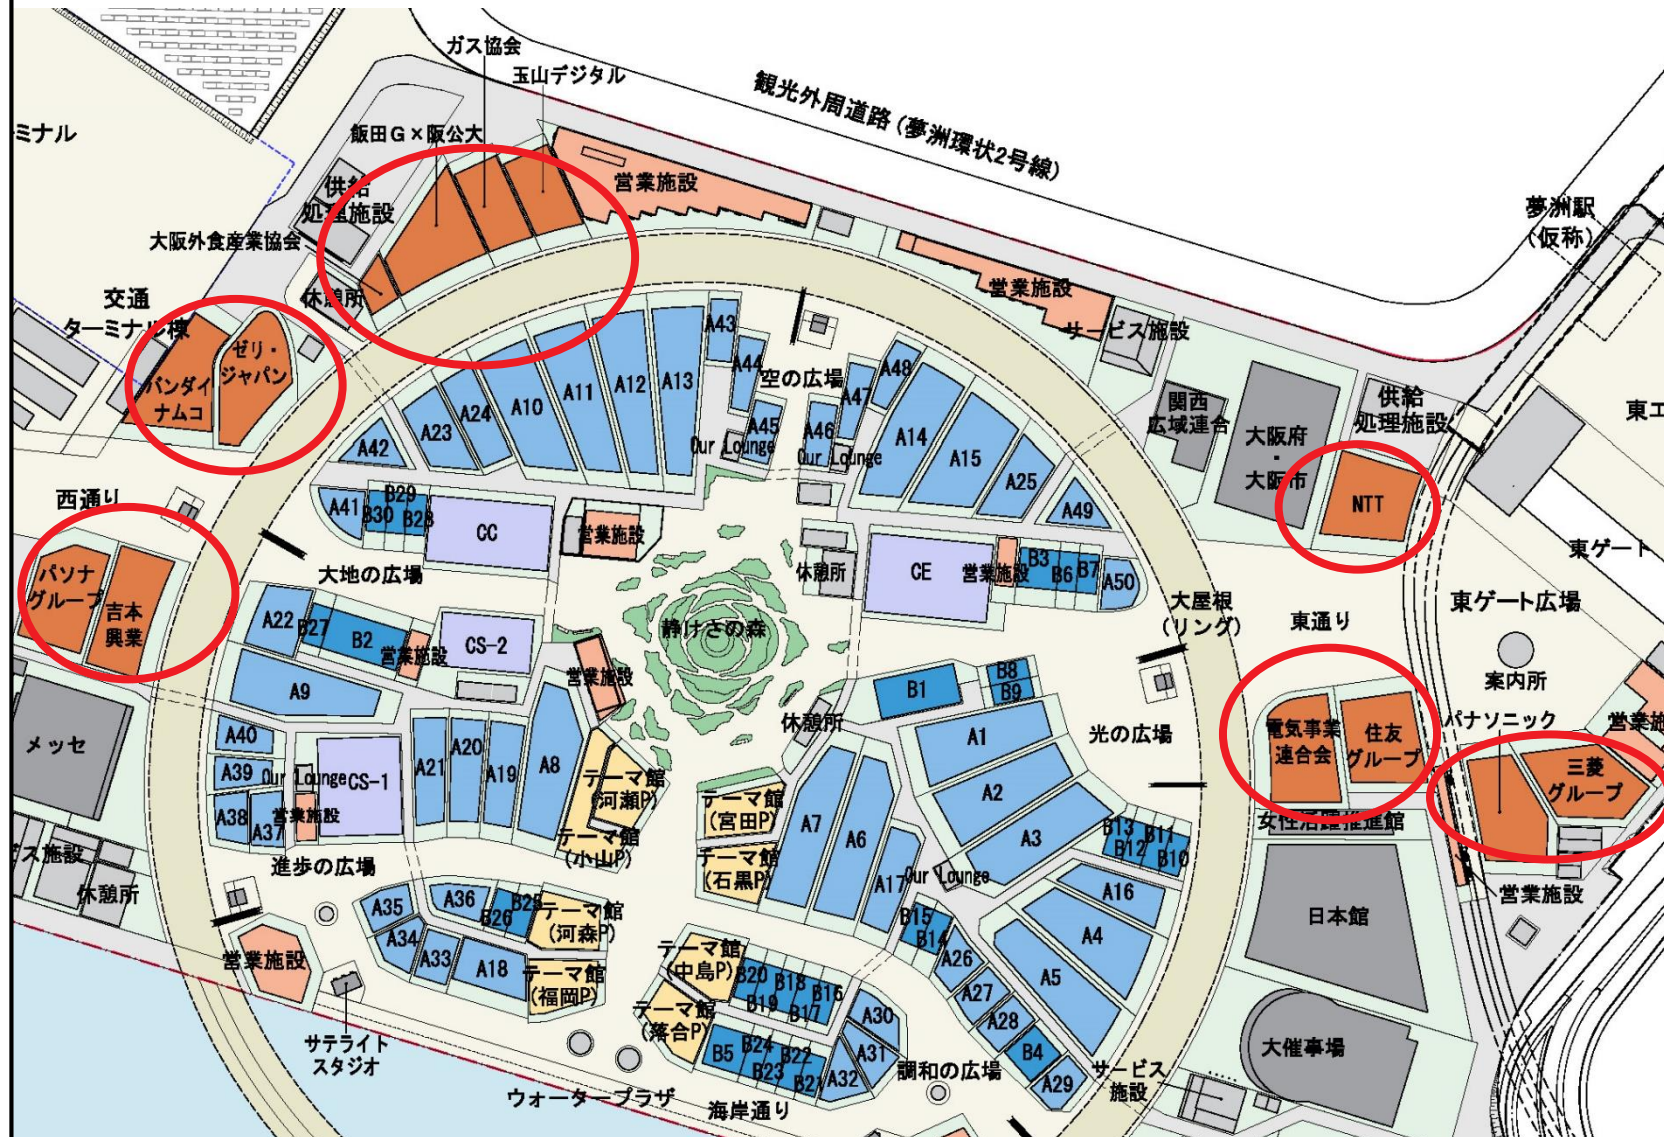 ガス協会
玉山デジタル
観光外周道路(夢洲環状2号線)
ミナル
飯田G×阪公大
営業施設
供給
処理施設
夢洲駅
(仮称)
大阪外食産業協会
休憩所
営業施設
交通
ターミナル棟
サービス施設
A43
A44
A48
空の広場
ゼリ・
ジャパン
バンダイ
ナムコ
A13
A12
A11
A10
A24
A23
A42
A47
A45
Our Lounge
A46
Our Lounge
A14
A15
A25
A49
関西
広域連合
大阪府
・
大阪市
供給
処理施設
東エ
NTT
西通り
A41
B29
B30
B28
CC
営業施設
休憩所
CE
営業施設
B3
B6
B7
A50
東ゲート
大地の広場
パソナ
グループ
吉本
興業
大屋根
(リング)
東通り
東ゲート広場
A22
B27
B2
営業施設
CS-2
静けさの森
営業施設
B8
B9
B1
案内所
A9
メッセ
休憩所
A1
光の広場
電気事業
連合会
住友
グループ
パナソニック
営業施
三菱
グループ
A40
A39
Our Lounge
CS-1
A21
A20
A19
A8
A38
A37
営業施設
テーマ館
(河瀬P)
テーマ館
(小山P)
テーマ館
(宮田P)
テーマ館
(石黒P)
A2
A3
A7
A6
A17
Our Lounge
B13
B11
B12
B10
女性活躍推進館
ビス施設
休憩所
進歩の広場
A16
営業施設
A35
A36
B25
B26
テーマ館
(河森P)
B15
B14
A4
日本館
A34
A33
A18
テーマ館
(福岡P)
テーマ館
(中島P)
B20
B18
B16
B19
B17
A26
A5
営業施設
A27
A30
A28
テーマ館
(落合P)
サテライト
スタジオ
B5
B24
B22
B23
B21
A31
A32
B4
A29
大催事場
調和の広場
サービス
施設
ウォータープラザ
海岸通り